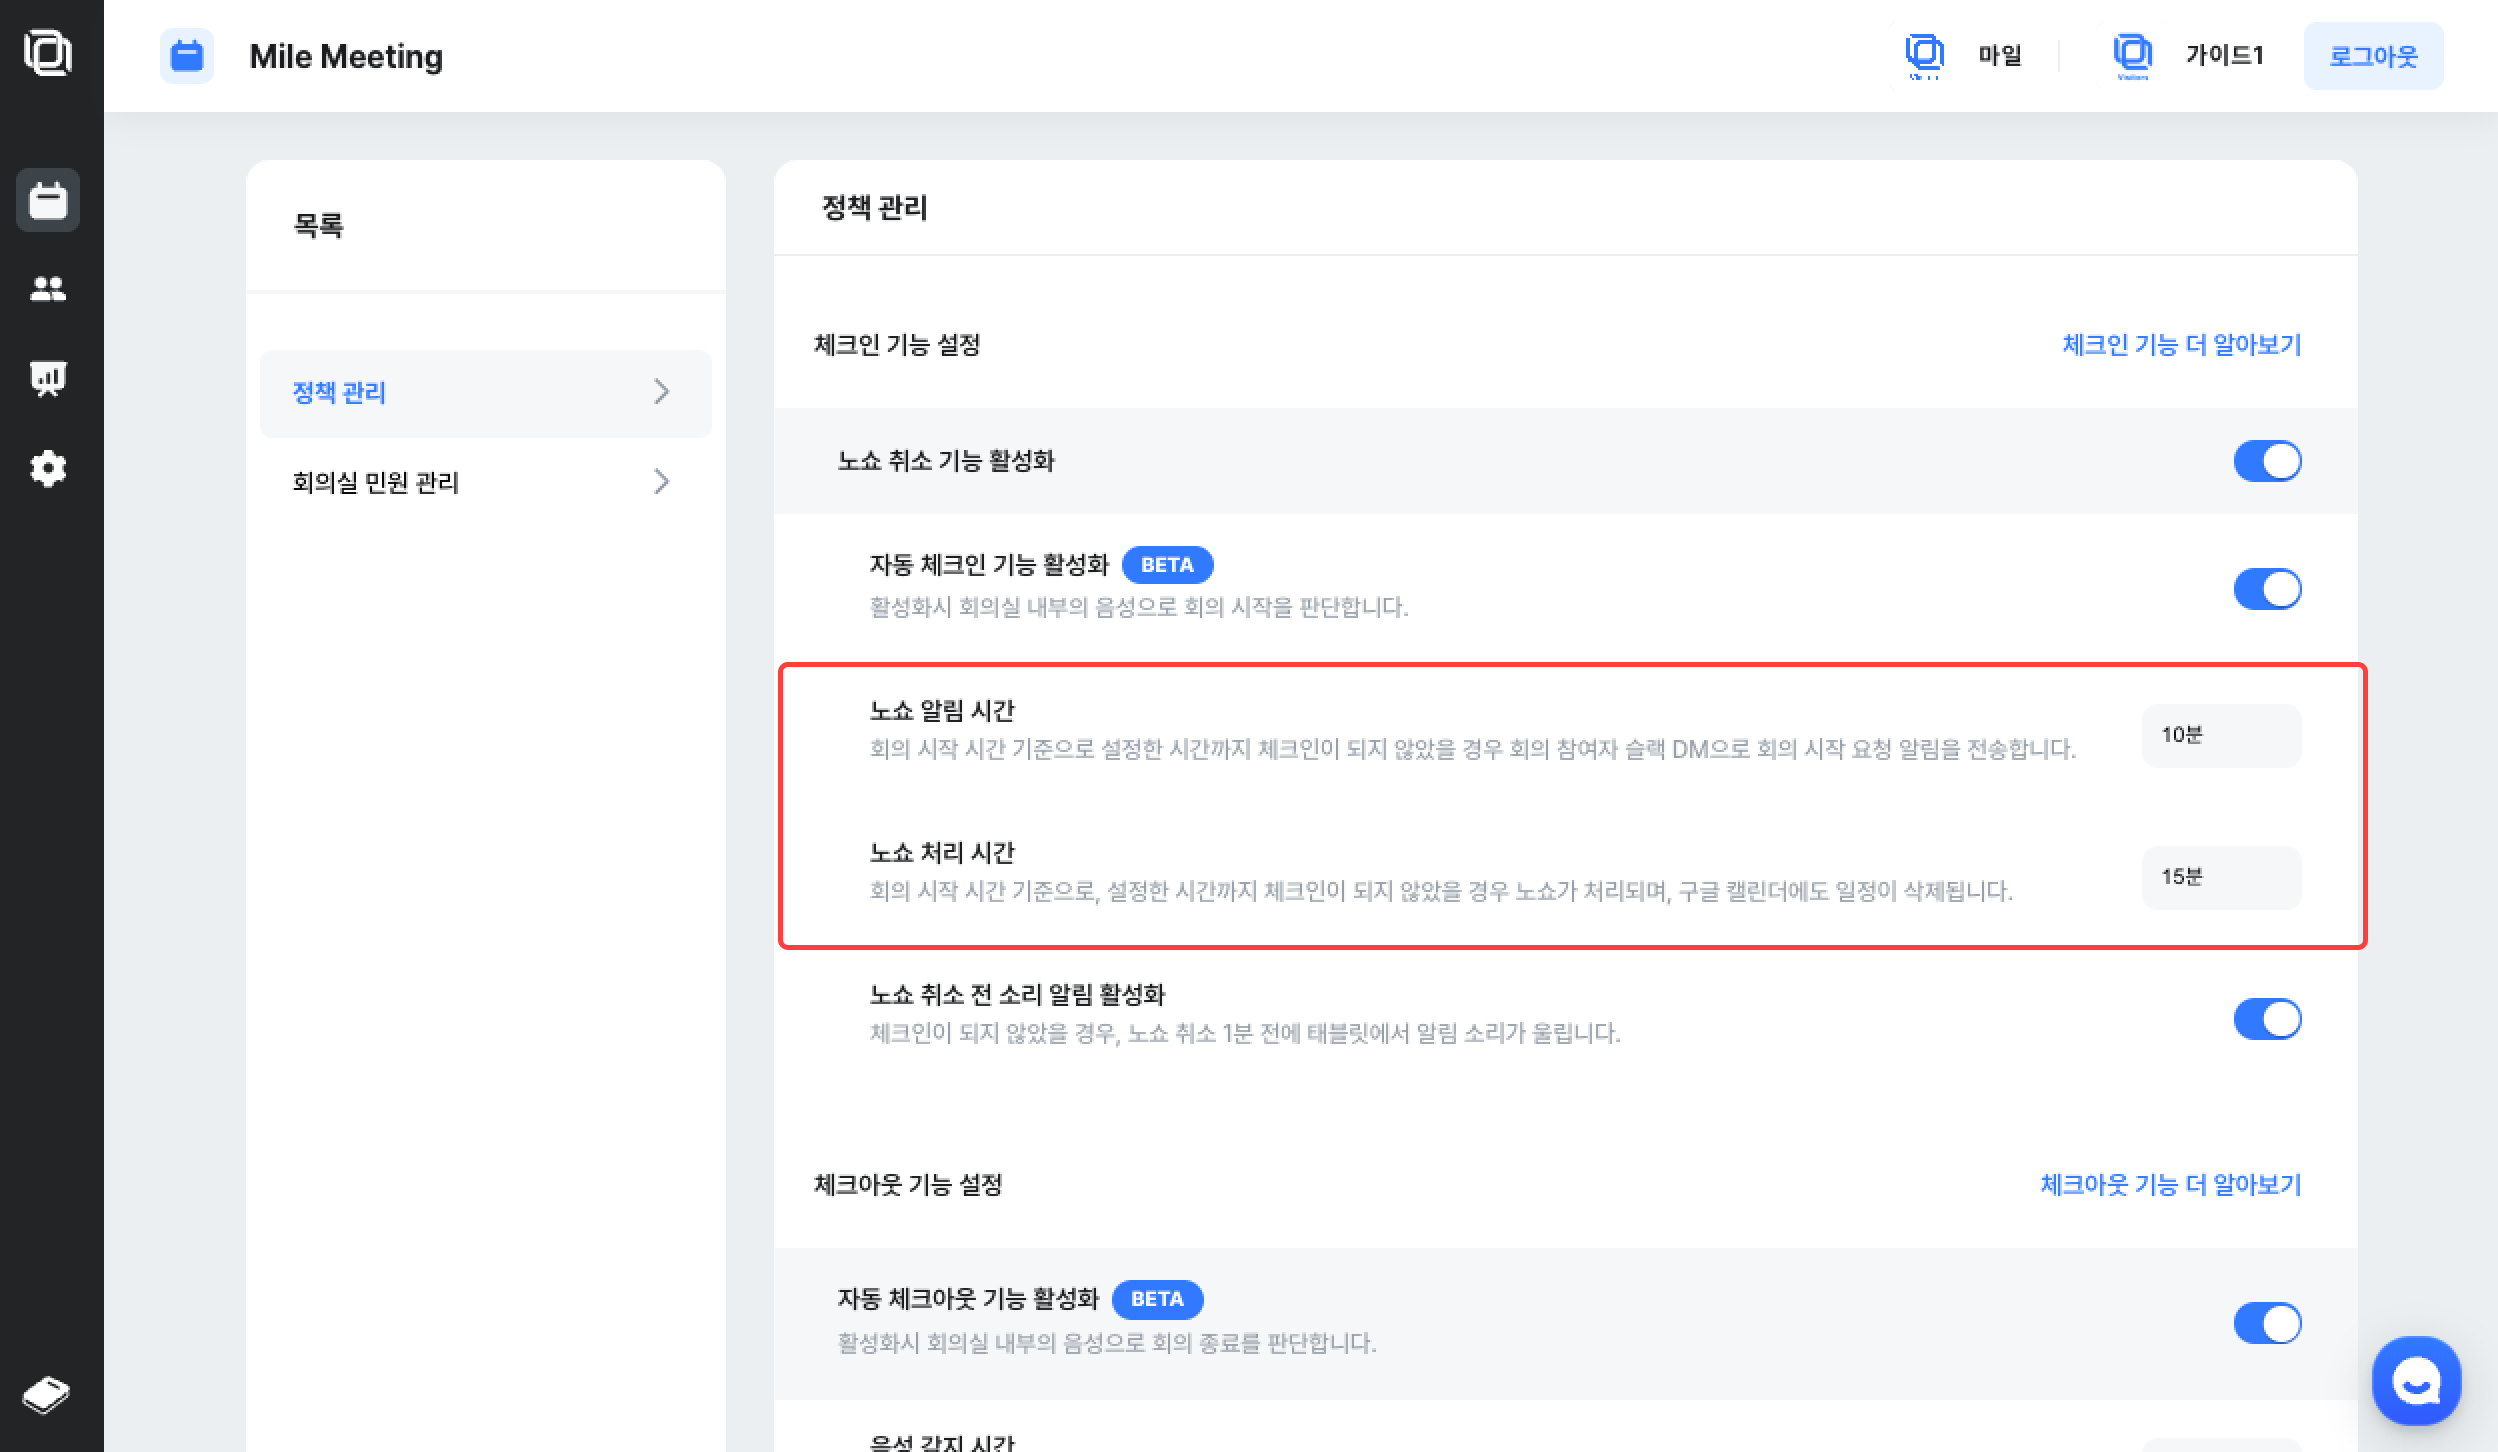 Mile Meeting
마일
가이드1
로그아웃
목록
정책 관리
회의실 민원 관리
정책 관리
체크인 기능 설정
체크인 기능 더 알아보기
노쇼 취소 기능 활성화
자동 체크인 기능 활성화 BETA
활성화시 회의실 내부의 음성으로 회의 시작을 판단합니다.
노쇼 알림 시간
회의 시작 시간 기준으로 설정한 시간까지 체크인이 되지 않았을 경우 회의 참여자 슬랙 DM으로 회의 시작 요청 알림을 전송합니다.
10분
노쇼 처리 시간
회의 시작 시간 기준으로, 설정한 시간까지 체크인이 되지 않았을 경우 노쇼가 처리되며, 구글 캘린더에도 일정이 삭제됩니다.
15분
노쇼 취소 전 소리 알림 활성화
체크인이 되지 않았을 경우, 노쇼 취소 1분 전에 태블릿에서 알림 소리가 울립니다.
체크아웃 기능 설정
체크아웃 기능 더 알아보기
자동 체크아웃 기능 활성화 BETA
활성화시 회의실 내부의 음성으로 회의 종료를 판단합니다.
음성 감지 시간